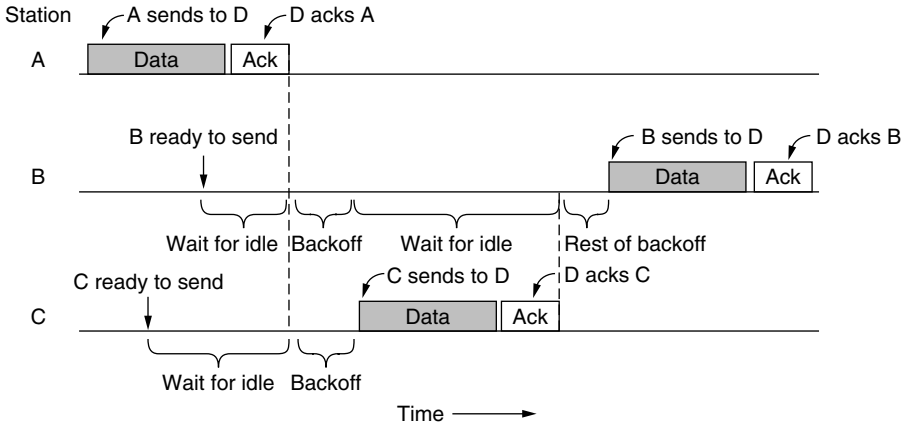 Station
A sends to D
D acks A
A
Data
Ack
B ready to send
B sends to D
D acks B
B
Data
Ack
Wait for idle
Backoff
Wait for idle
Rest of backoff
C ready to send
C sends to D
D acks C
C
Data
Ack
Wait for idle
Backoff
Time